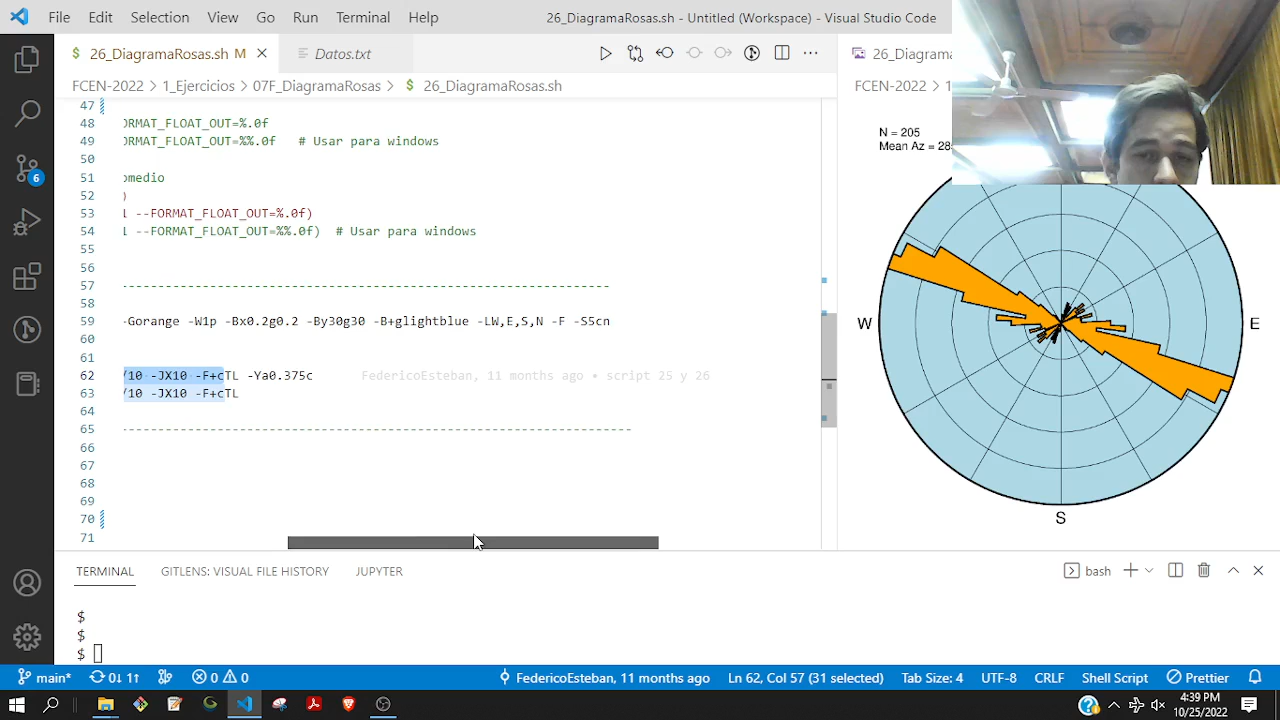 File Edit Selection View Go Run Terminal Help 26_DiagramaRosas.sh - Untitled (Workspace) - Visual Studio Code
$ 26_DiagramaRosas.sh M Datos.txt 26_Diagrama
FCEN-2022 > 1_Ejercicios > 07F_DiagramaRosas > $ 26_DiagramaRosas.sh FCEN-2022 > 1
47
48 ORMAT_FLOAT_OUT=%.0f
49 ORMAT_FLOAT_OUT=%%.0f # Usar para windows
50
51 omedio
52 )
53 l --FORMAT_FLOAT_OUT=%.0f)
54 l --FORMAT_FLOAT_OUT=%%.0f) # Usar para windows
55
56
57 -----------------------------------------------------------
58
59 -Gorange -W1p -Bx0.2g0.2 -By30g30 -B+glightblue -LW,E,S,N -F -S5cn
60
61
62 /10 -JX10 -F+cTL -Ya0.375c FedericoEsteban, 11 months ago • script 25 y 26
63 /10 -JX10 -F+cTL
64
65 --------------------------------------------------------------
66
67
68
69
70
71
N = 205
Mean Az = 28
W
E
S
TERMINAL GITLENS: VISUAL FILE HISTORY JUPYTER bash
$
$
$
6
main* 0↓ 1↑ 0 0 FedericoEsteban, 11 months ago Ln 62, Col 57 (31 selected) Tab Size: 4 UTF-8 CRLF Shell Script Prettier
4:39 PM
10/25/2022